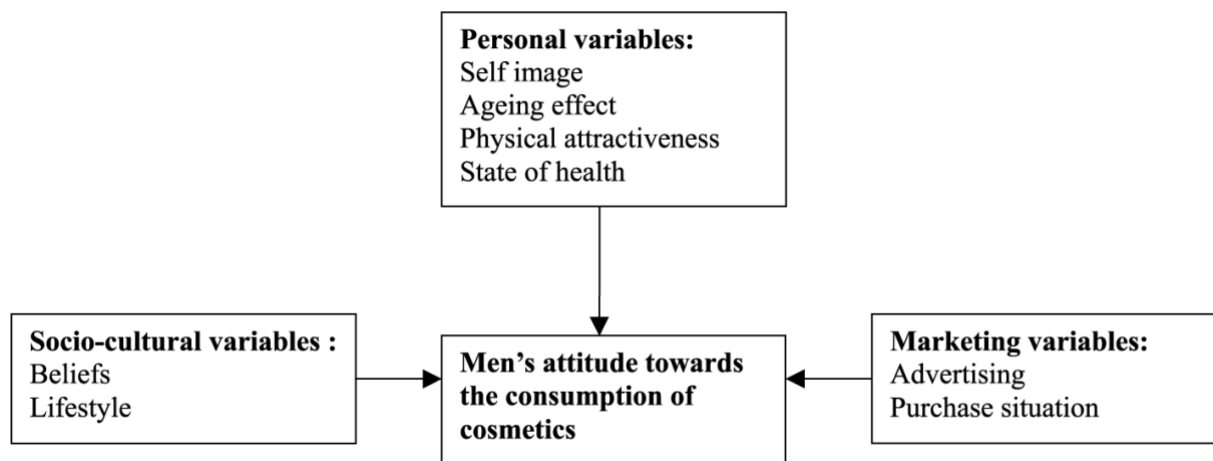 Personal variables:
Self image
Ageing effect
Physical attractiveness
State of health
Socio-cultural variables :
Beliefs
Lifestyle
Men’s attitude towards
the consumption of
cosmetics
Marketing variables:
Advertising
Purchase situation